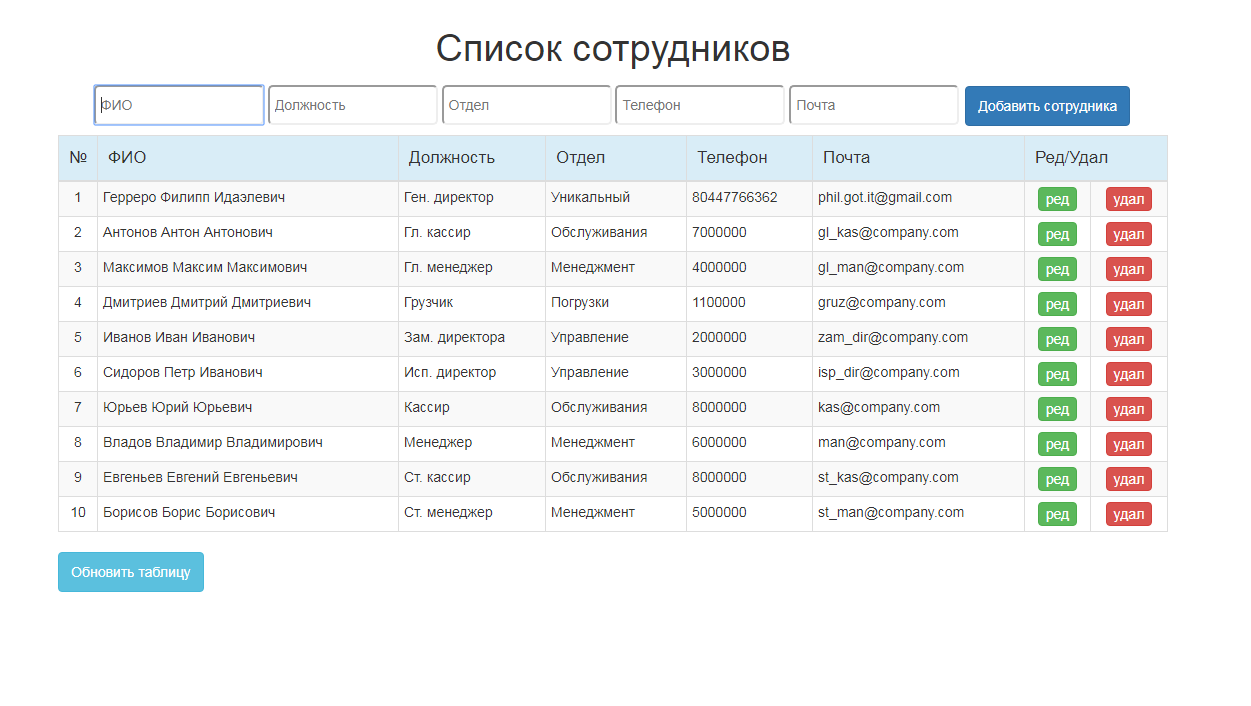 Список сотрудников
ФИО Должность Отдел Телефон Почта Добавить сотрудника
№ ФИО Должность Отдел Телефон Почта Ред/Удал
1 Герреро Филипп Идаэлевич Ген. директор Уникальный 80447766362 phil.got.it@gmail.com ред удал
2 Антонов Антон Антонович Гл. кассир Обслуживания 7000000 gl_kas@company.com ред удал
3 Максимов Максим Максимович Гл. менеджер Менеджмент 4000000 gl_man@company.com ред удал
4 Дмитриев Дмитрий Дмитриевич Грузчик Погрузки 1100000 gruz@company.com ред удал
5 Иванов Иван Иванович Зам. директора Управление 2000000 zam_dir@company.com ред удал
6 Сидоров Петр Иванович Исп. директор Управление 3000000 isp_dir@company.com ред удал
7 Юрьев Юрий Юрьевич Кассир Обслуживания 8000000 kas@company.com ред удал
8 Владов Владимир Владимирович Менеджер Менеджмент 6000000 man@company.com ред удал
9 Евгеньев Евгений Евгеньевич Ст. кассир Обслуживания 8000000 st_kas@company.com ред удал
10 Борисов Борис Борисович Ст. менеджер Менеджмент 5000000 st_man@company.com ред удал
Обновить таблицу